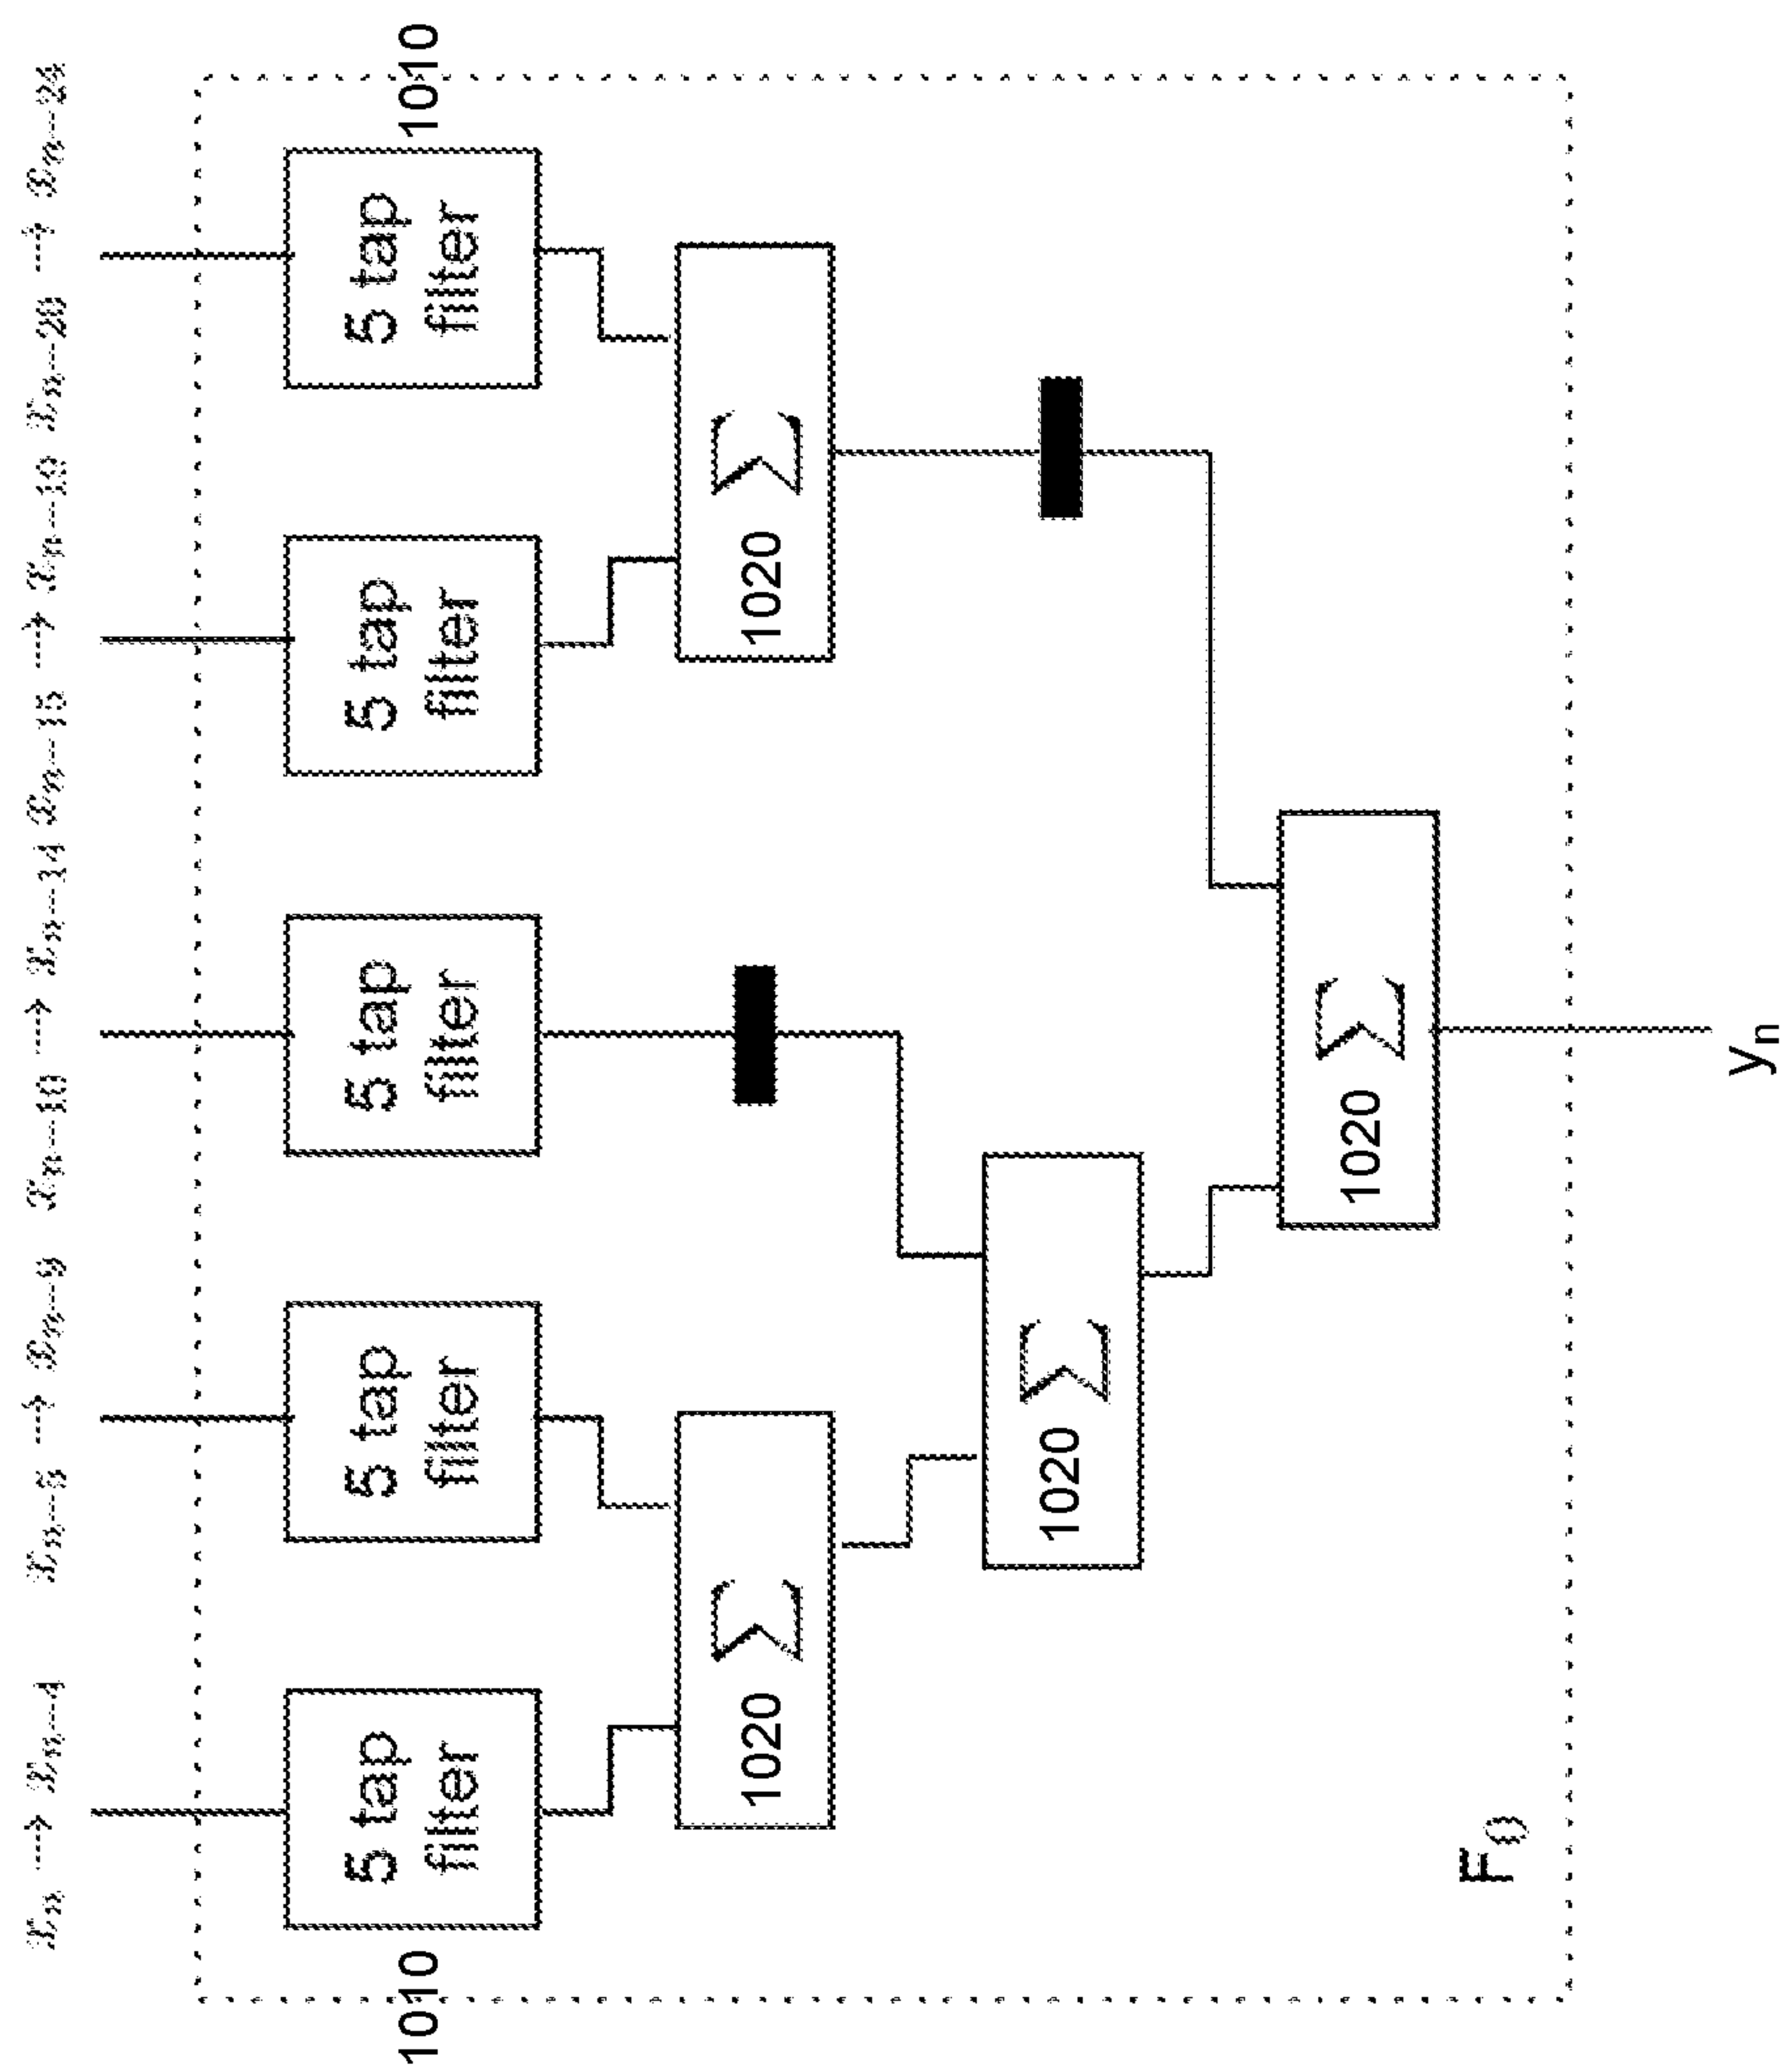 xₙ → xₙ₋₄ xₙ₋₅ → xₙ₋₉ xₙ₋₁₀ → xₙ₋₁₄ xₙ₋₁₅ → xₙ₋₁₉ xₙ₋₂₀ → xₙ₋₂₄
1010
5 tap
filter
5 tap
filter
5 tap
filter
5 tap
filter
5 tap
filter
1010
1020 Σ
1020 Σ
1020 Σ
1020 Σ
F₀
yₙ